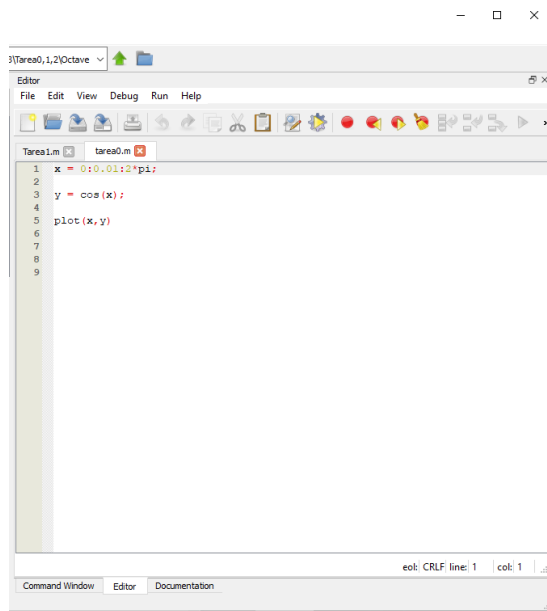 3\Tarea0,1,2\Octave
Editor
File Edit View Debug Run Help
Tarea1.m tarea0.m
1 x = 0:0.01:2*pi;
2
3 y = cos(x);
4
5 plot(x,y)
6
7
8
9
eol: CRLF line: 1 col: 1
Command Window Editor Documentation